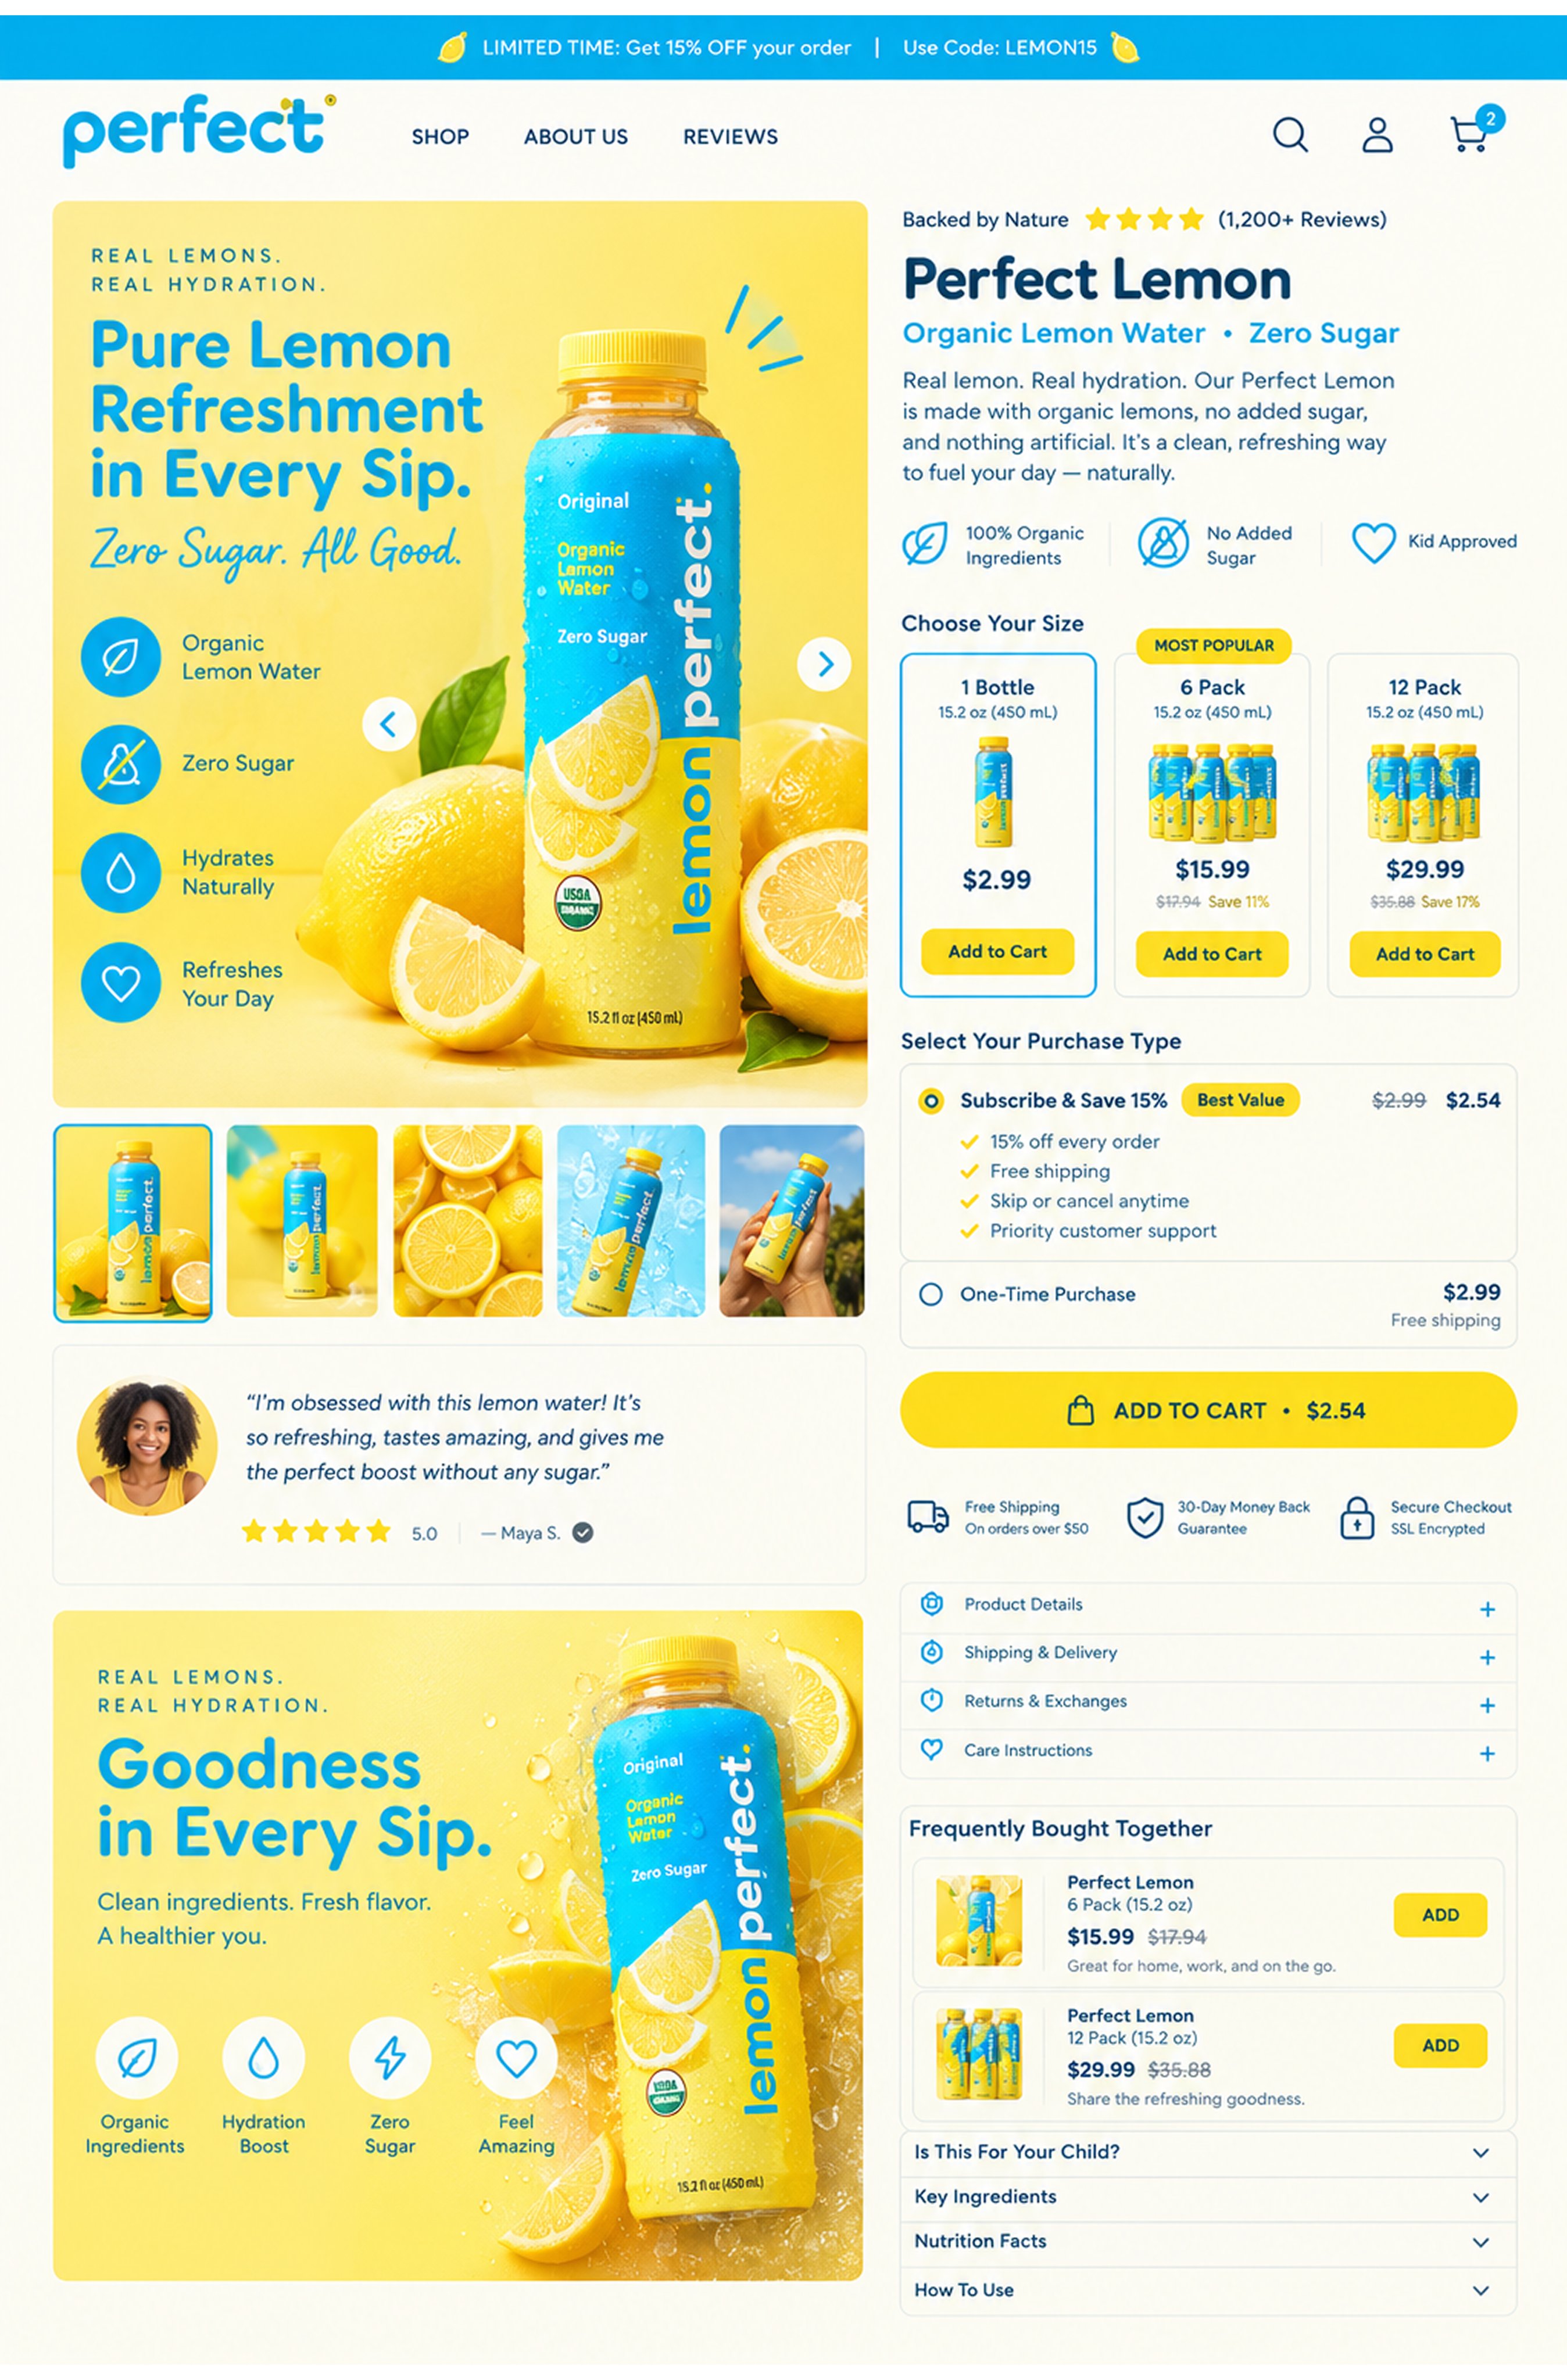 LIMITED TIME: Get 15% OFF your order | Use Code: LEMON15
perfect
SHOP
ABOUT US
REVIEWS
2
REAL LEMONS.
REAL HYDRATION.
Pure Lemon
Refreshment
in Every Sip.
Zero Sugar. All Good.
Organic
Lemon Water
Zero Sugar
Hydrates
Naturally
Refreshes
Your Day
Original
Organic
Lemon
Water
Zero Sugar
lemon perfect.
USDA
ORGANIC
15.2 fl oz (450 mL)
"I'm obsessed with this lemon water! It's
so refreshing, tastes amazing, and gives me
the perfect boost without any sugar."
5.0 | — Maya S.
REAL LEMONS.
REAL HYDRATION.
Goodness
in Every Sip.
Clean ingredients. Fresh flavor.
A healthier you.
Organic
Ingredients
Hydration
Boost
Zero
Sugar
Feel
Amazing
Original
Organic
Lemon
Water
Zero Sugar
lemon perfect.
15.2 fl oz (450 mL)
Backed by Nature (1,200+ Reviews)
Perfect Lemon
Organic Lemon Water • Zero Sugar
Real lemon. Real hydration. Our Perfect Lemon
is made with organic lemons, no added sugar,
and nothing artificial. It's a clean, refreshing way
to fuel your day — naturally.
100% Organic
Ingredients
No Added
Sugar
Kid Approved
Choose Your Size
1 Bottle
15.2 oz (450 mL)
$2.99
Add to Cart
MOST POPULAR
6 Pack
15.2 oz (450 mL)
$15.99
$17.94 Save 11%
Add to Cart
12 Pack
15.2 oz (450 mL)
$29.99
$35.88 Save 17%
Add to Cart
Select Your Purchase Type
Subscribe & Save 15% Best Value $2.99 $2.54
15% off every order
Free shipping
Skip or cancel anytime
Priority customer support
One-Time Purchase $2.99
Free shipping
ADD TO CART • $2.54
Free Shipping
On orders over $50
30-Day Money Back
Guarantee
Secure Checkout
SSL Encrypted
Product Details
Shipping & Delivery
Returns & Exchanges
Care Instructions
Frequently Bought Together
Perfect Lemon
6 Pack (15.2 oz)
$15.99 $17.94
Great for home, work, and on the go.
ADD
Perfect Lemon
12 Pack (15.2 oz)
$29.99 $35.88
Share the refreshing goodness.
ADD
Is This For Your Child?
Key Ingredients
Nutrition Facts
How To Use